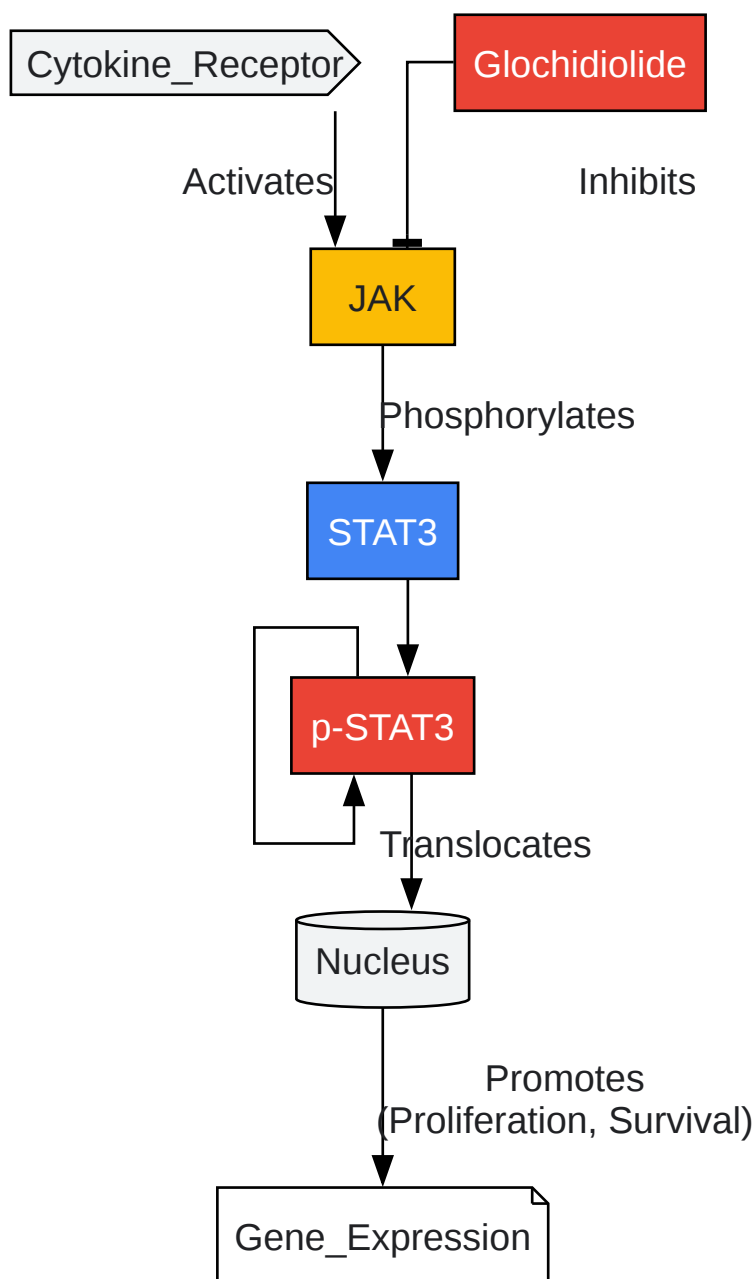 Cytokine_Receptor
Glochidiolide
Activates
Inhibits
JAK
Phosphorylates
STAT3
p-STAT3
Translocates
Nucleus
Promotes
(Proliferation, Survival)
Gene_Expression